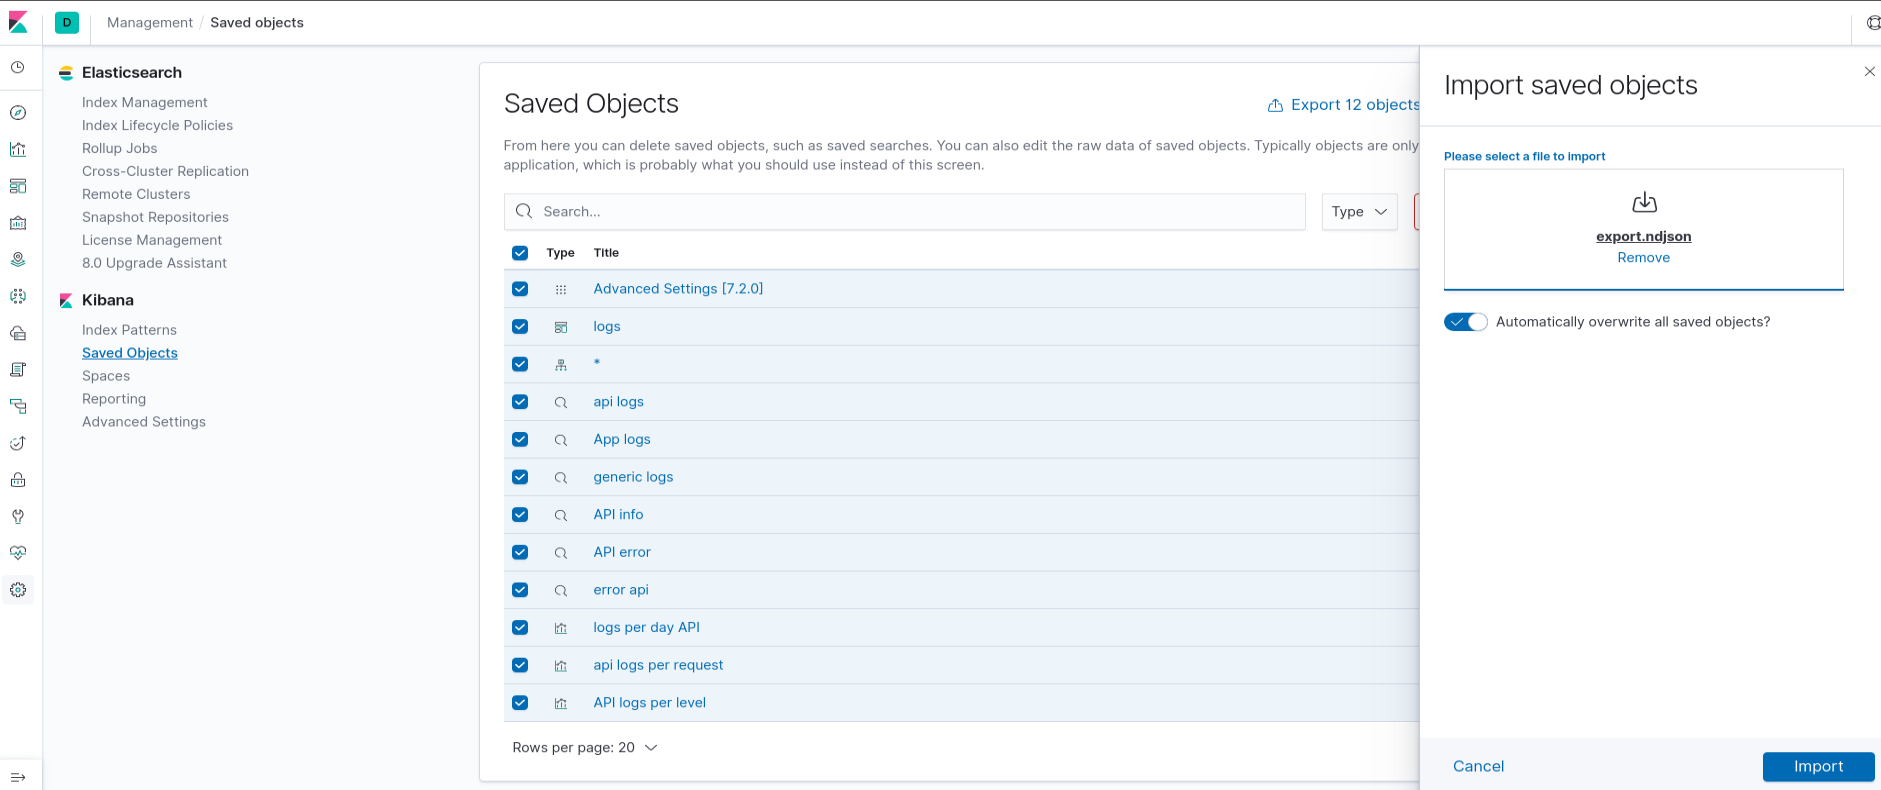 D Management / Saved objects
Elasticsearch
Index Management
Index Lifecycle Policies
Rollup Jobs
Cross-Cluster Replication
Remote Clusters
Snapshot Repositories
License Management
8.0 Upgrade Assistant
Kibana
Index Patterns
Saved Objects
Spaces
Reporting
Advanced Settings
Saved Objects
Export 12 objects
From here you can delete saved objects, such as saved searches. You can also edit the raw data of saved objects. Typically objects are only
application, which is probably what you should use instead of this screen.
Search...
Type
Type Title
Advanced Settings [7.2.0]
logs
*
api logs
App logs
generic logs
API info
API error
error api
logs per day API
api logs per request
API logs per level
Rows per page: 20
Import saved objects
Please select a file to import
export.ndjson
Remove
Automatically overwrite all saved objects?
Cancel
Import